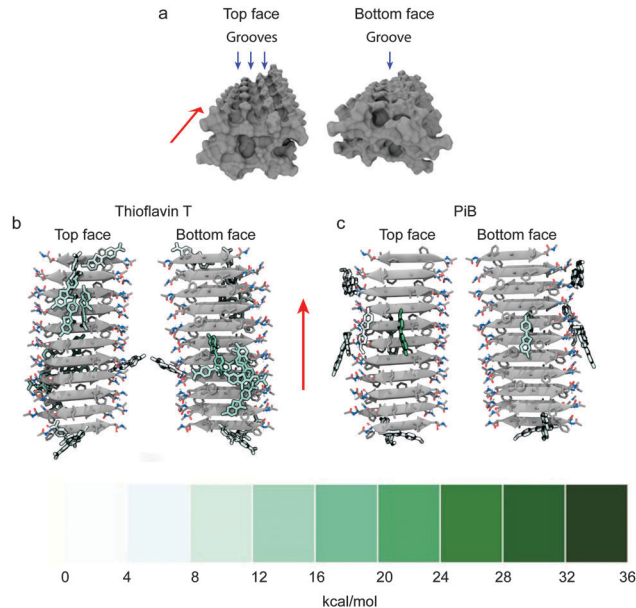 a
Top face
Bottom face
Grooves
Groove
Thioflavin T
PiB
b
Top face
Bottom face
c
Top face
Bottom face
0 4 8 12 16 20 24 28 32 36
kcal/mol